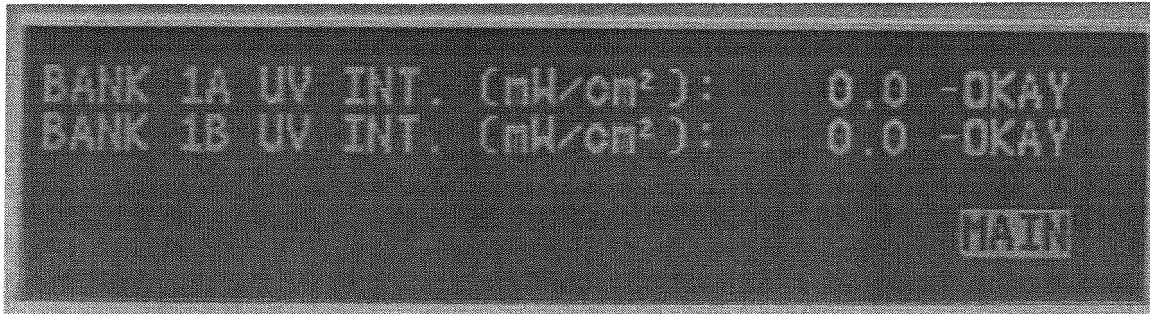 BANK 1A UV INT. (mW/cm²): 0.0 -OKAY
BANK 1B UV INT. (mW/cm²): 0.0 -OKAY
MAIN